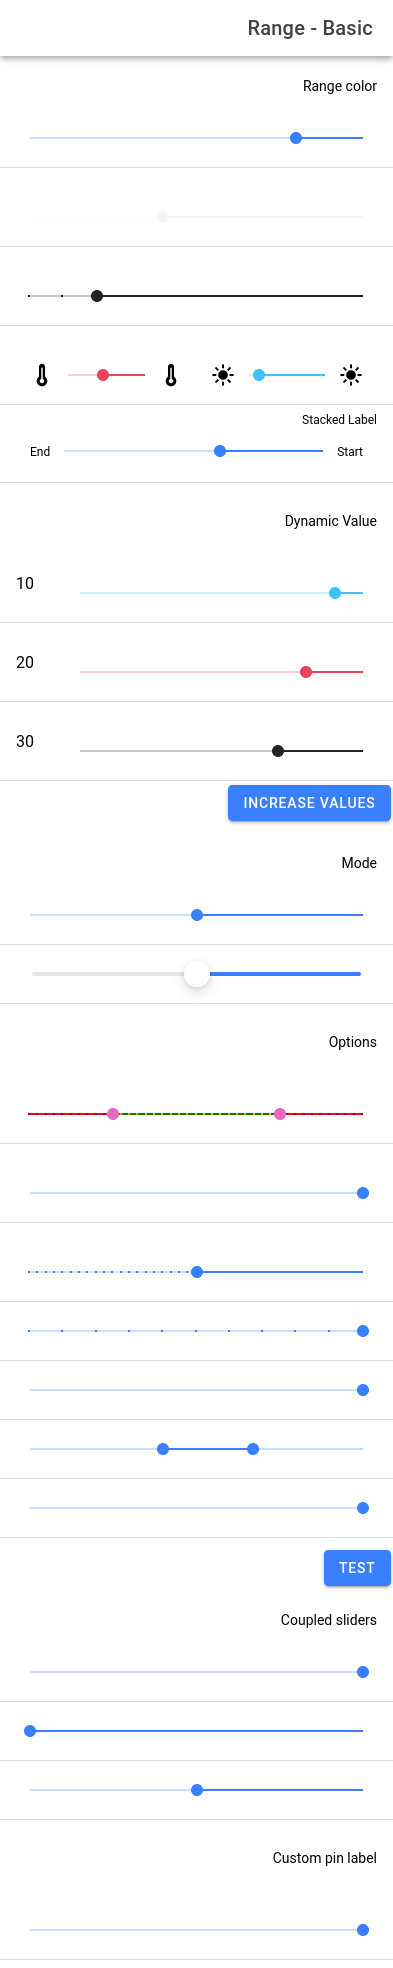 Range - Basic
Range color
Stacked Label
End Start
Dynamic Value
10
20
30
INCREASE VALUES
Mode
Options
TEST
Coupled sliders
Custom pin label